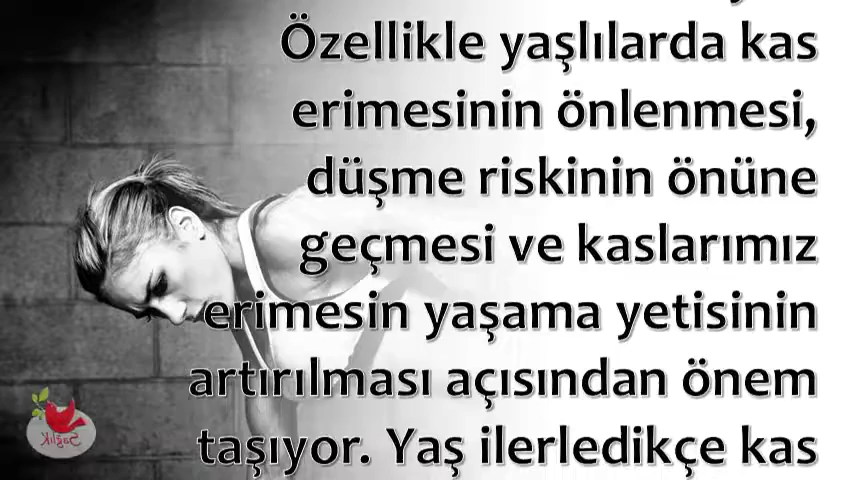 Özellikle yaşlılarda kas
erimesinin önlenmesi,
düşme riskinin önüne
geçmesi ve kaslarımız
erimesin yaşama yetisinin
artırılması açısından önem
taşıyor. Yaş ilerledikçe kas
Sağlık